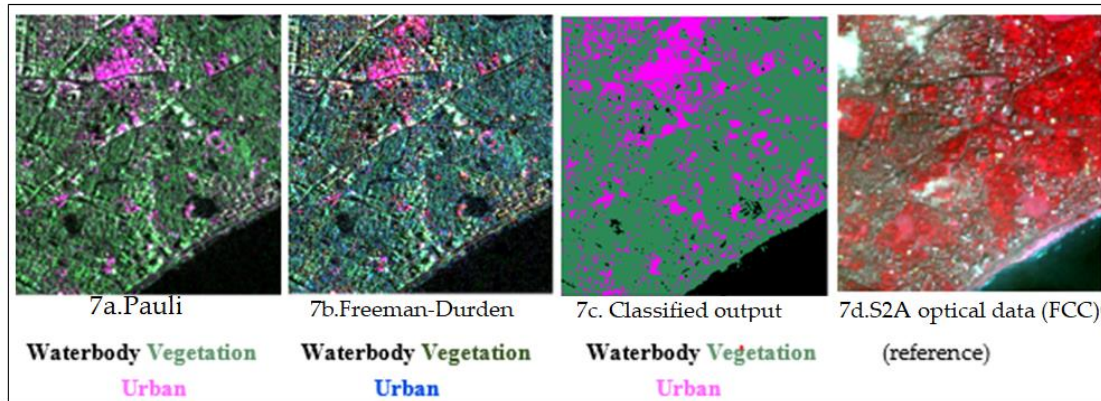 7a.Pauli
7b.Freeman-Durden
7c. Classified output
7d.S2A optical data (FCC)
(reference)
Waterbody Vegetation
Urban
Waterbody Vegetation
Urban
Waterbody Vegetation
Urban